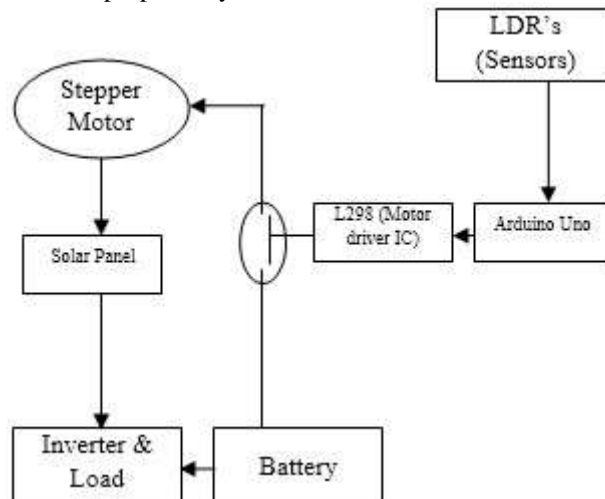 LDR's
(Sensors)
Stepper
Motor
L298 (Motor
driver IC)
Arduino Uno
Solar Panel
Inverter &
Load
Battery